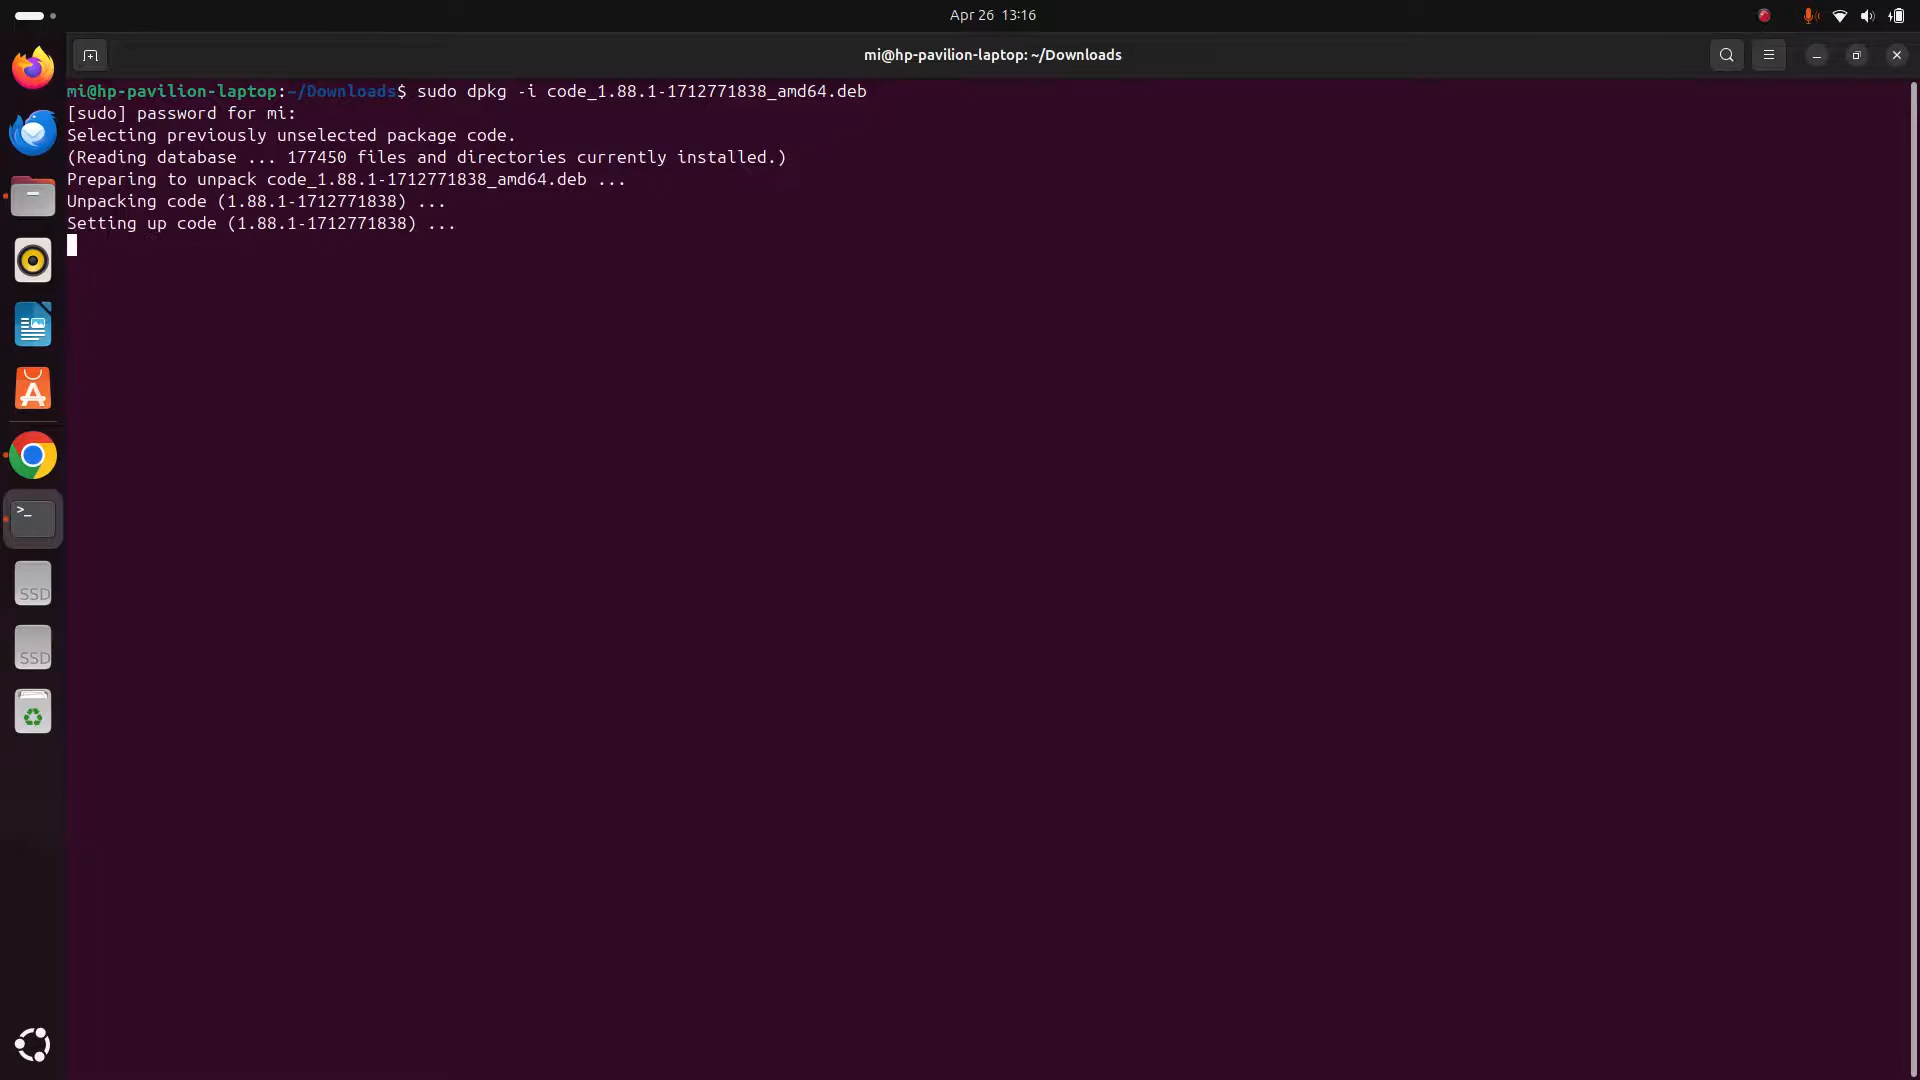 Apr 26 13:16
mi@hp-pavilion-laptop: ~/Downloads
mi@hp-pavilion-laptop:~/Downloads$ sudo dpkg -i code_1.88.1-1712771838_amd64.deb
[sudo] password for mi:
Selecting previously unselected package code.
(Reading database ... 177450 files and directories currently installed.)
Preparing to unpack code_1.88.1-1712771838_amd64.deb ...
Unpacking code (1.88.1-1712771838) ...
Setting up code (1.88.1-1712771838) ...
>_
SSD
SSD